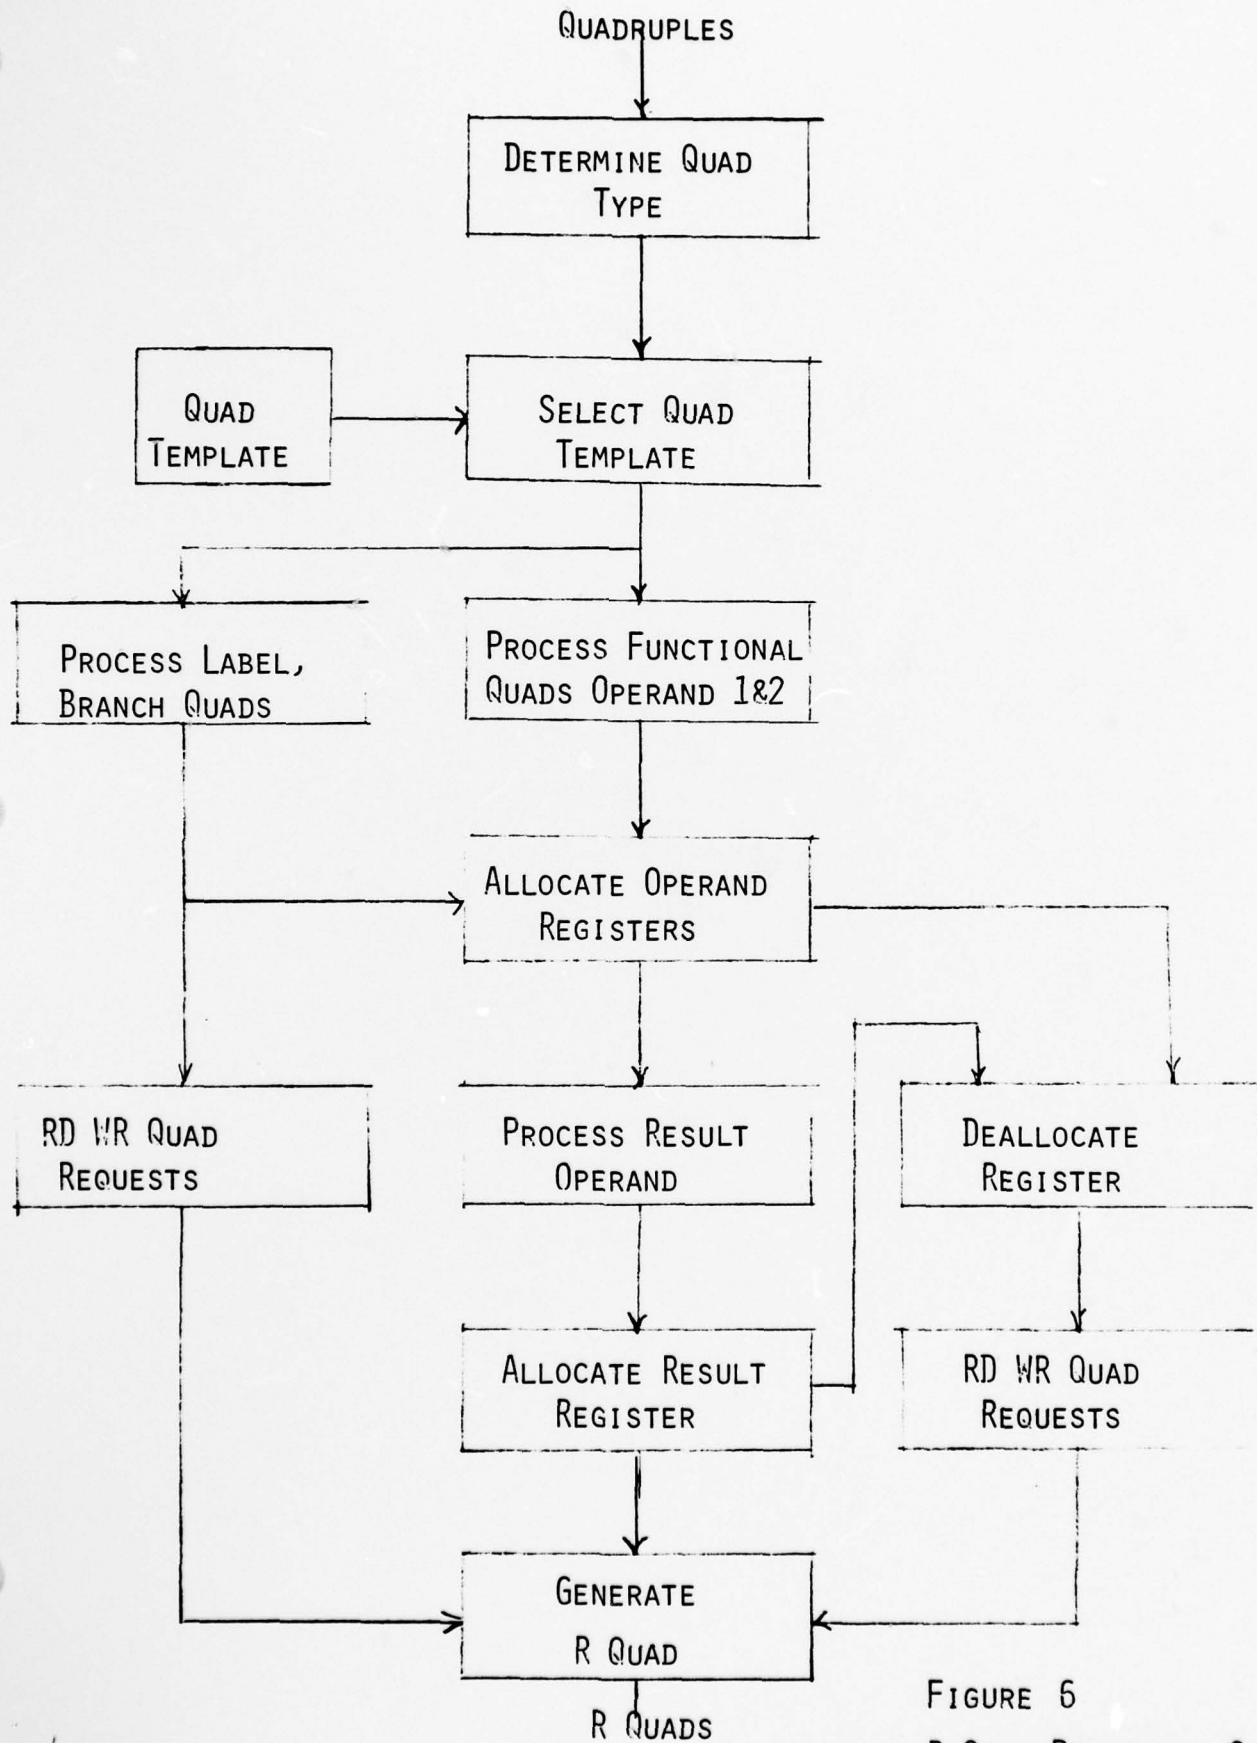 QUADRUPLES
DETERMINE QUAD
TYPE
QUAD
TEMPLATE
SELECT QUAD
TEMPLATE
PROCESS LABEL,
BRANCH QUADS
PROCESS FUNCTIONAL
QUADS OPERAND 1&2
ALLOCATE OPERAND
REGISTERS
RD WR QUAD
REQUESTS
PROCESS RESULT
OPERAND
DEALLOCATE
REGISTER
ALLOCATE RESULT
REGISTER
RD WR QUAD
REQUESTS
GENERATE
R QUAD
R QUADS
FIGURE 6